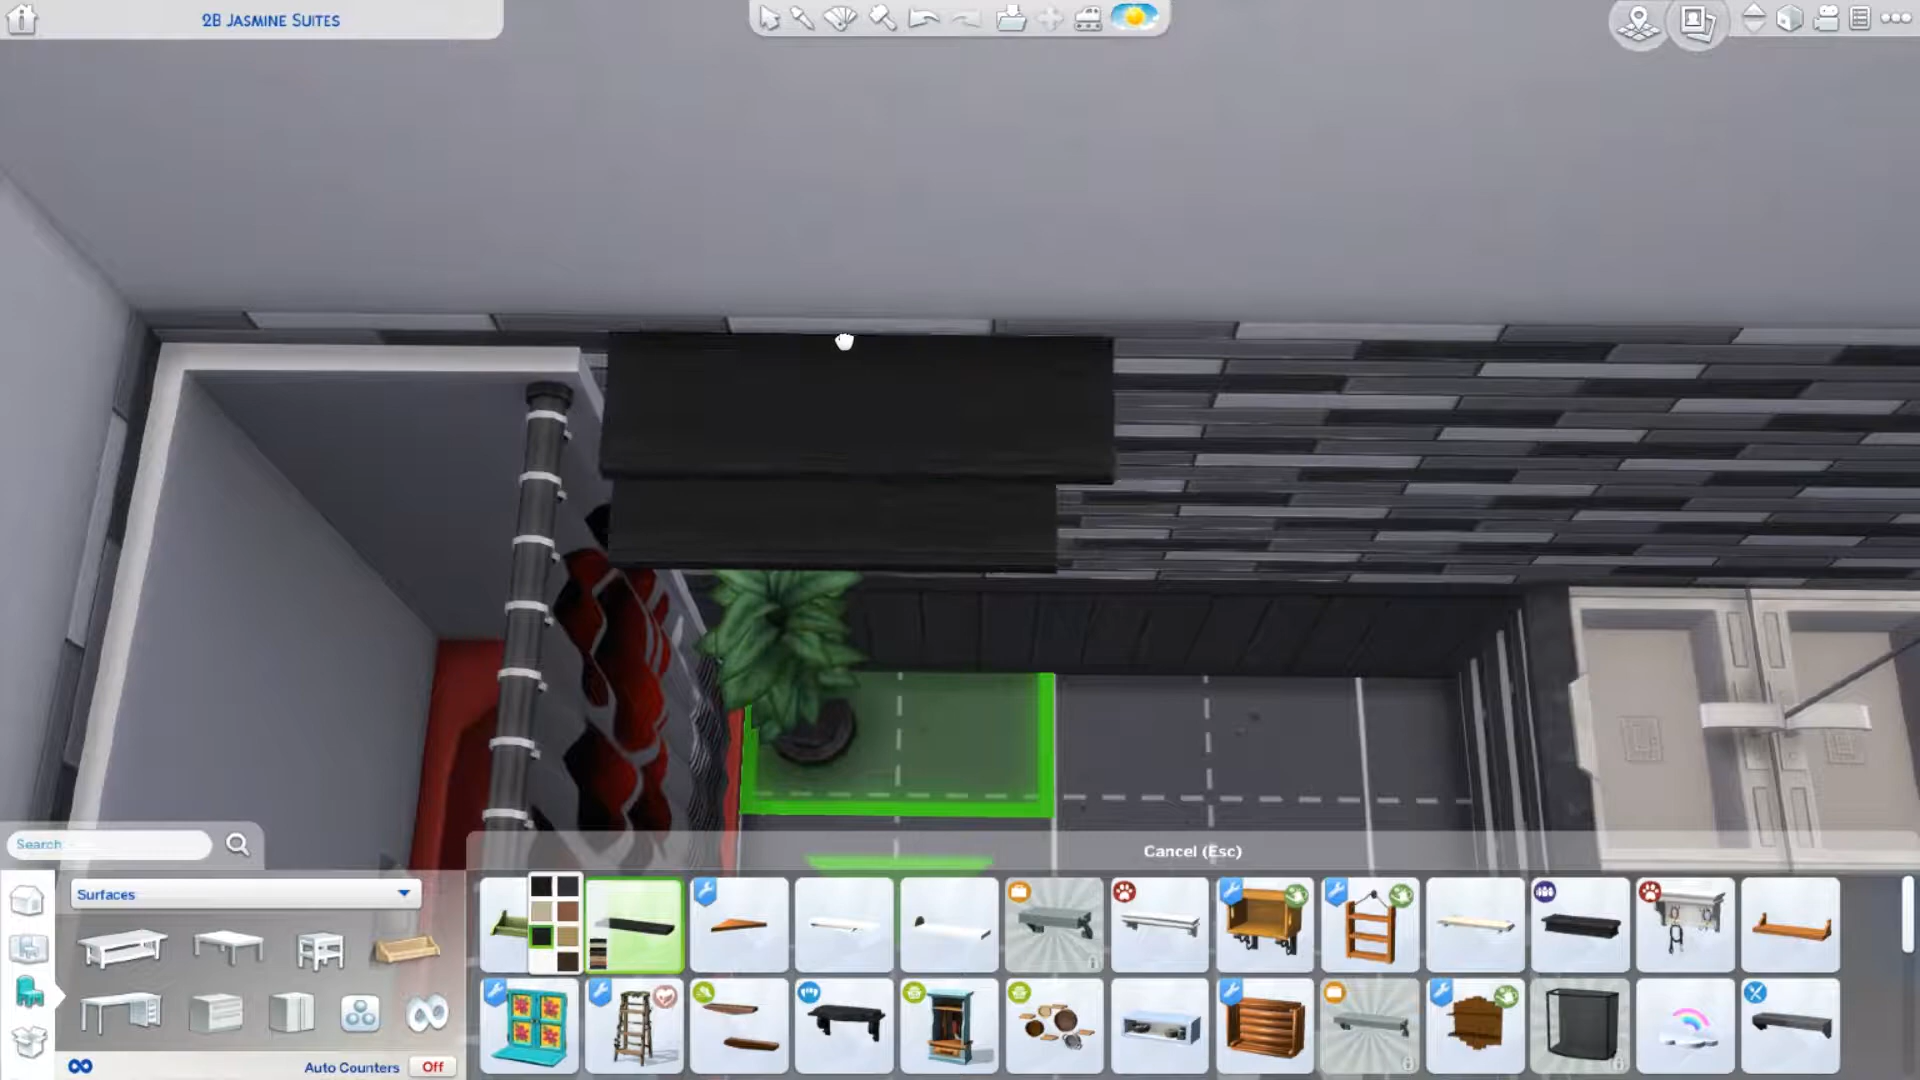 2B Jasmine Suites
Search
Cancel (Esc)
Surfaces
Auto Counters
Off